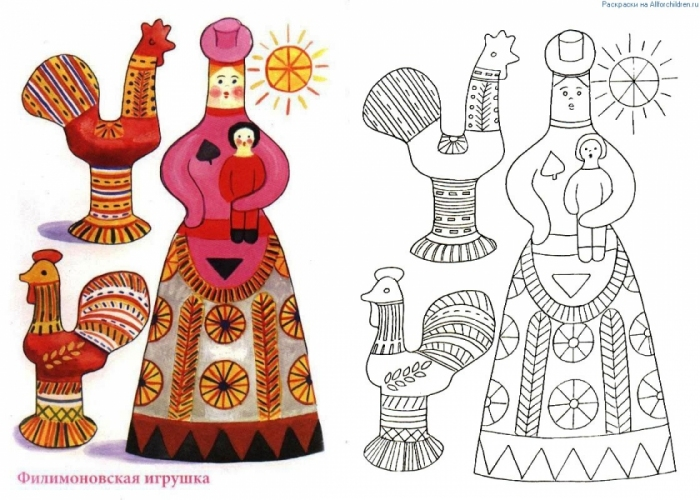 Раскраски на Allforchildren.ru
Филимоновская игрушка